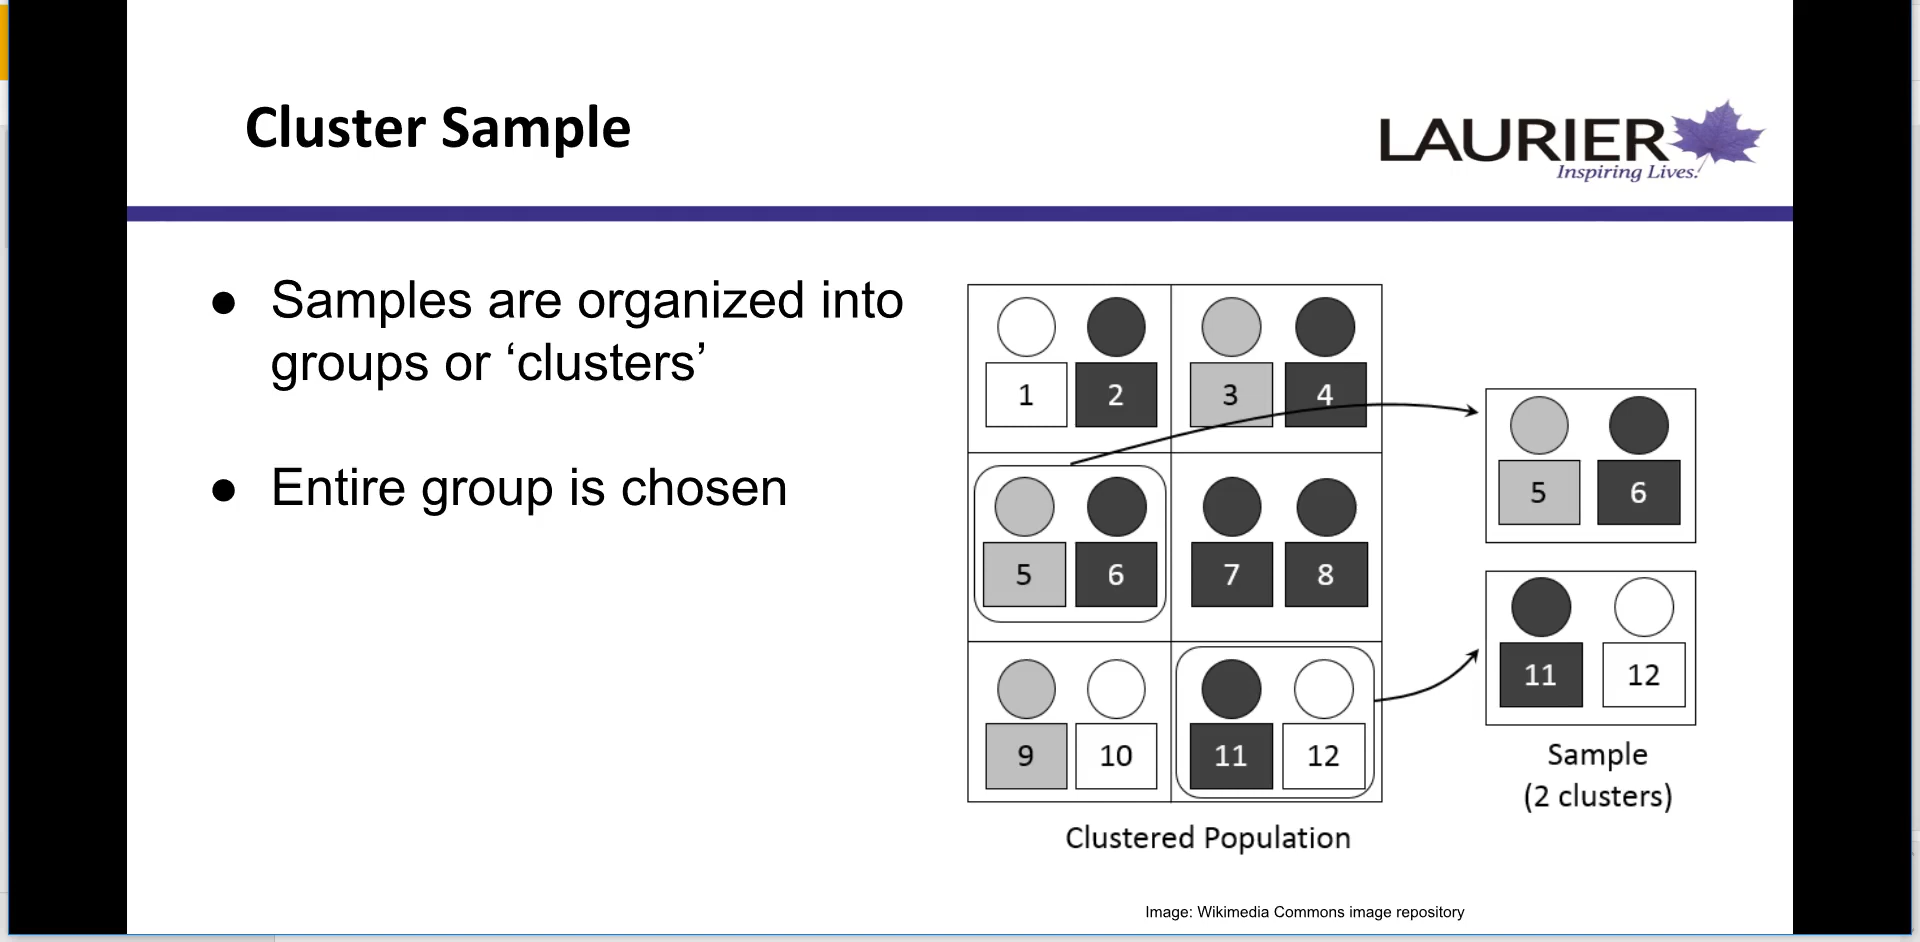 Cluster Sample
LAURIER
Inspiring Lives.
● Samples are organized into
groups or ‘clusters’
● Entire group is chosen
1 2 3 4
5 6 7 8
9 10 11 12
Clustered Population
5 6
11 12
Sample
(2 clusters)
Image: Wikimedia Commons image repository